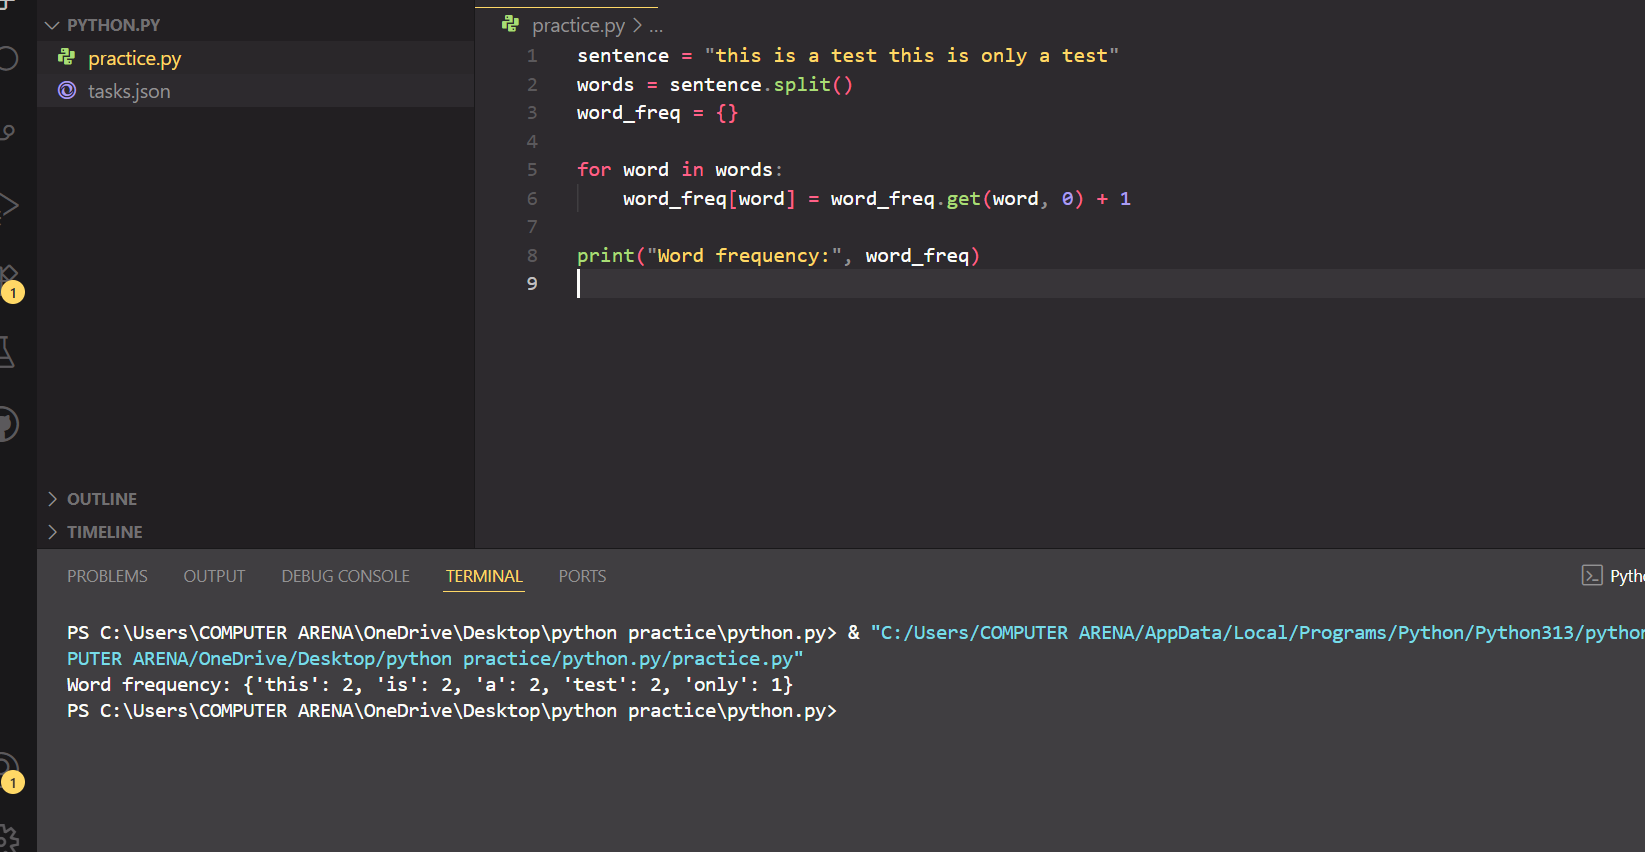 PYTHON.PY
practice.py
tasks.json
OUTLINE
TIMELINE
practice.py > ...
1 sentence = "this is a test this is only a test"
2 words = sentence.split()
3 word_freq = {}
4
5 for word in words:
6     word_freq[word] = word_freq.get(word, 0) + 1
7
8 print("Word frequency:", word_freq)
9
1
1
PROBLEMS OUTPUT DEBUG CONSOLE TERMINAL PORTS
PS C:\Users\COMPUTER ARENA\OneDrive\Desktop\python practice\python.py> & "C:/Users/COMPUTER ARENA/AppData/Local/Programs/Python/Python313/python
PUTER ARENA/OneDrive/Desktop/python practice/python.py/practice.py"
Word frequency: {'this': 2, 'is': 2, 'a': 2, 'test': 2, 'only': 1}
PS C:\Users\COMPUTER ARENA\OneDrive\Desktop\python practice\python.py>